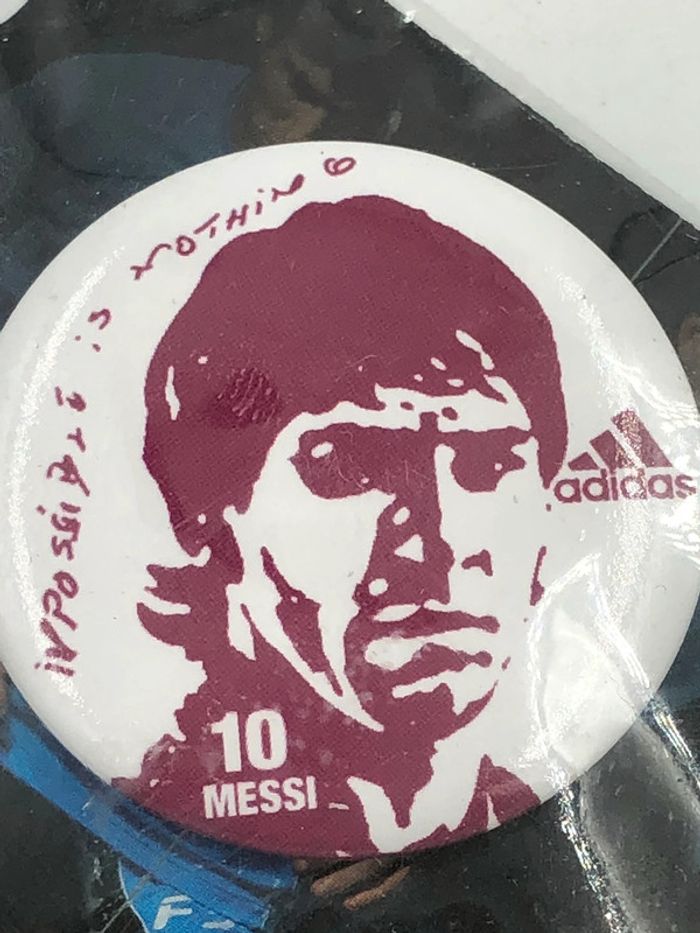 iMPOSSiBLE is NOTHiNG
adidas
10
MESSI